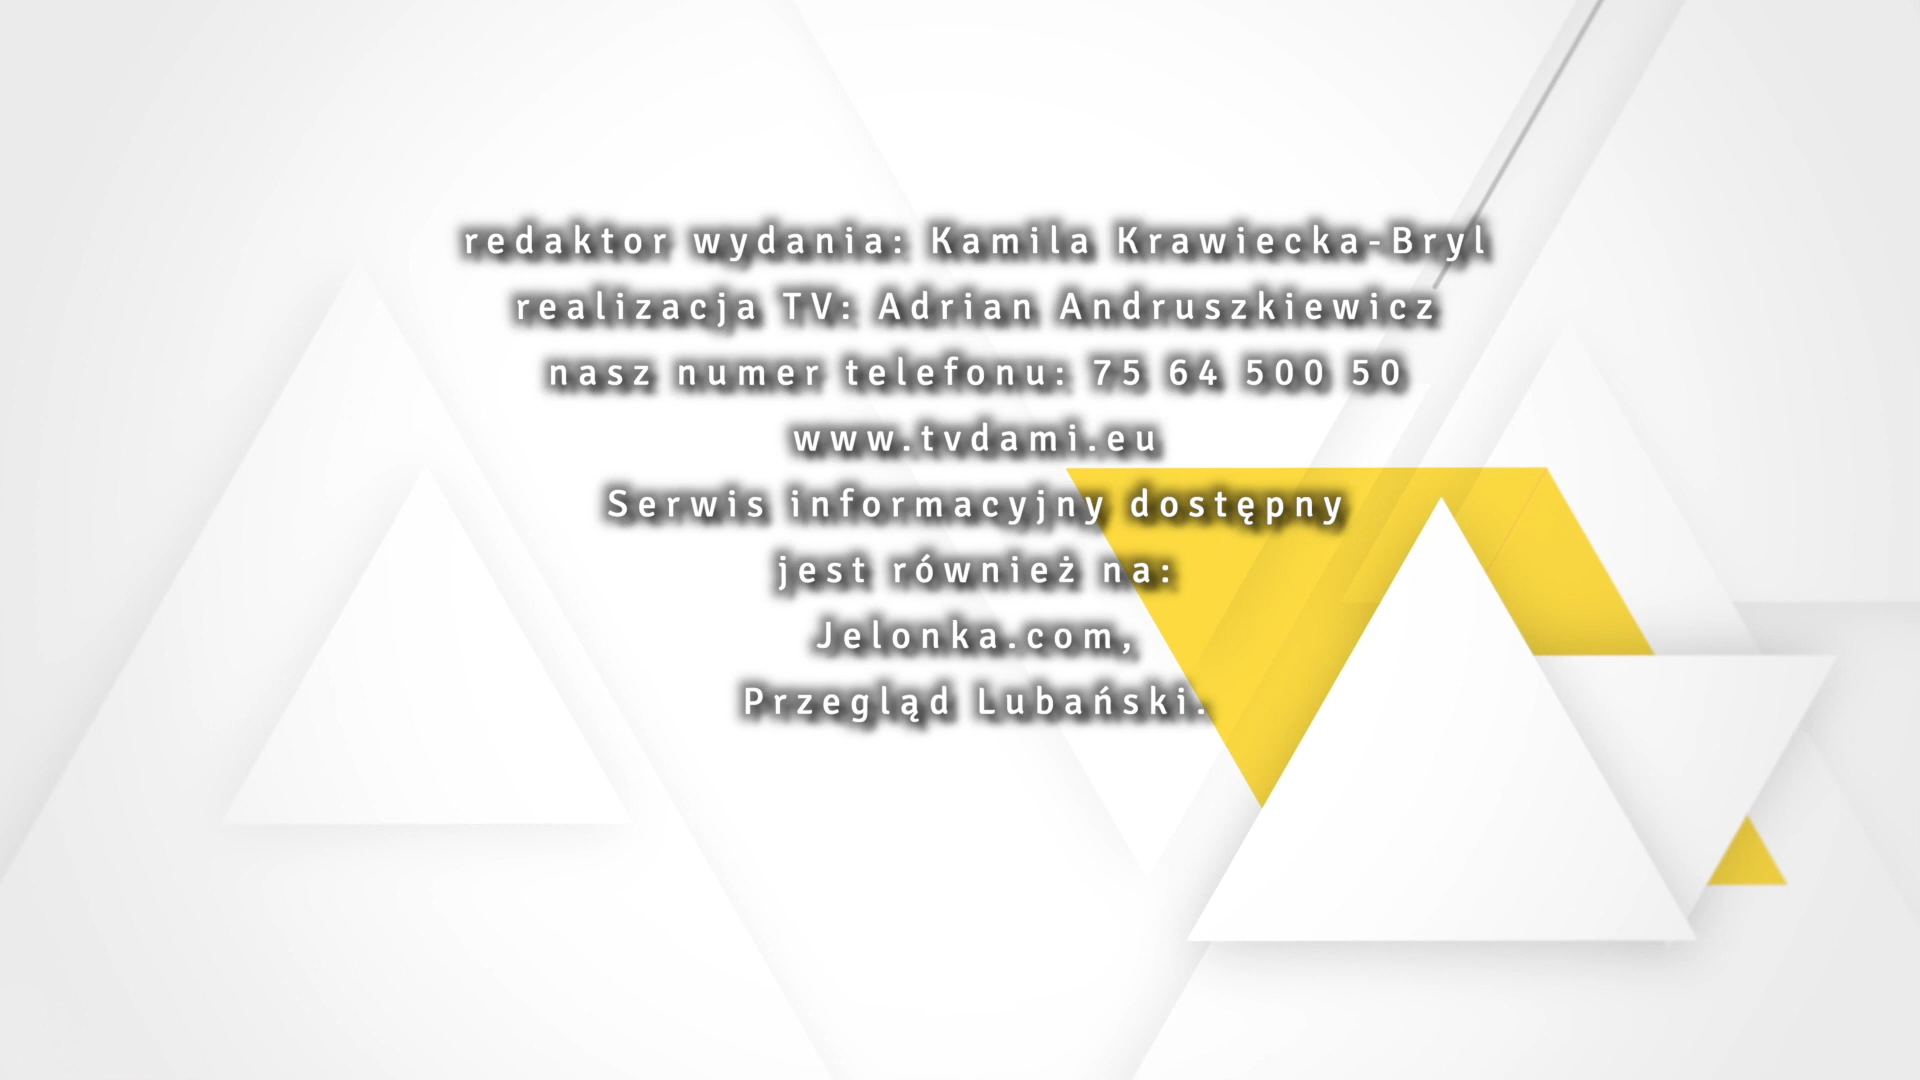 redaktor wydania: Kamila Krawiecka-Bryl
realizacja TV: Adrian Andruszkiewicz
nasz numer telefonu: 75 64 500 50
www.tvdami.eu
Serwis informacyjny dostępny
jest również na:
Jelonka.com,
Przegląd Lubański.